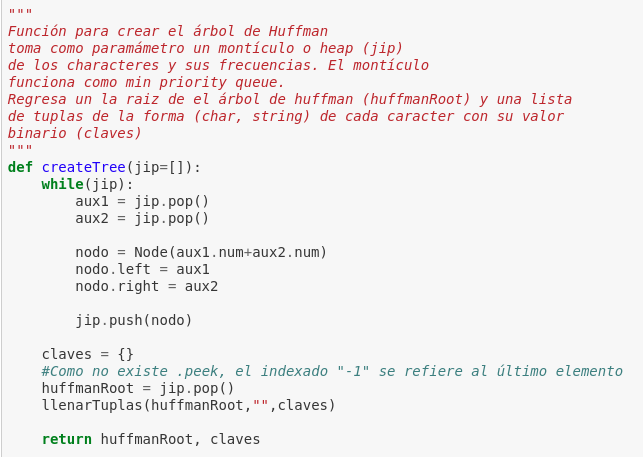 """
Función para crear el árbol de Huffman
toma como paramámetro un montículo o heap (jip)
de los characteres y sus frecuencias. El montículo
funciona como min priority queue.
Regresa un la raiz de el árbol de huffman (huffmanRoot) y una lista
de tuplas de la forma (char, string) de cada caracter con su valor
binario (claves)
"""
def createTree(jip=[]):
    while(jip):
        aux1 = jip.pop()
        aux2 = jip.pop()
        nodo = Node(aux1.num+aux2.num)
        nodo.left = aux1
        nodo.right = aux2
        jip.push(nodo)
    claves = {}
    #Como no existe .peek, el indexado "-1" se refiere al último elemento
    huffmanRoot = jip.pop()
    llenarTuplas(huffmanRoot,"",claves)
    return huffmanRoot, claves